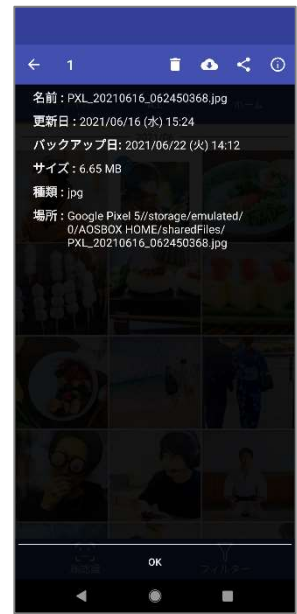 1
名前：PXL_20210616_062450368.jpg
更新日：2021/06/16 (水) 15:24
バックアップ日: 2021/06/22 (火) 14:12
サイズ：6.65 MB
種類：jpg
場所：Google Pixel 5//storage/emulated/
0/AOSBOX HOME/sharedFiles/
PXL_20210616_062450368.jpg
OK
フィルター